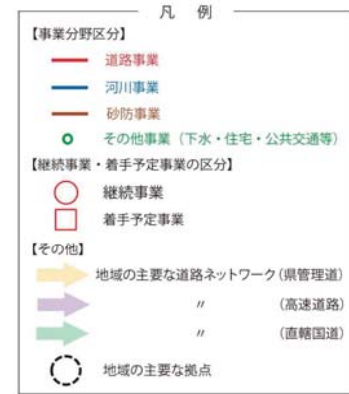 凡 例
【事業分野区分】
道路事業
河川事業
砂防事業
その他事業（下水・住宅・公共交通等）
【継続事業・着手予定事業の区分】
継続事業
着手予定事業
【その他】
地域の主要な道路ネットワーク（県管理道）
〃 （高速道路）
〃 （直轄国道）
地域の主要な拠点